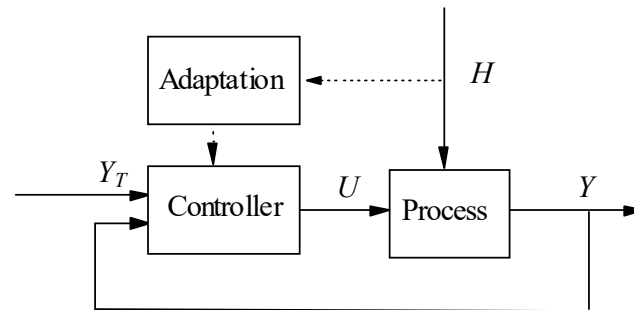 Adaptation
H
Y_T
Controller
U
Process
Y